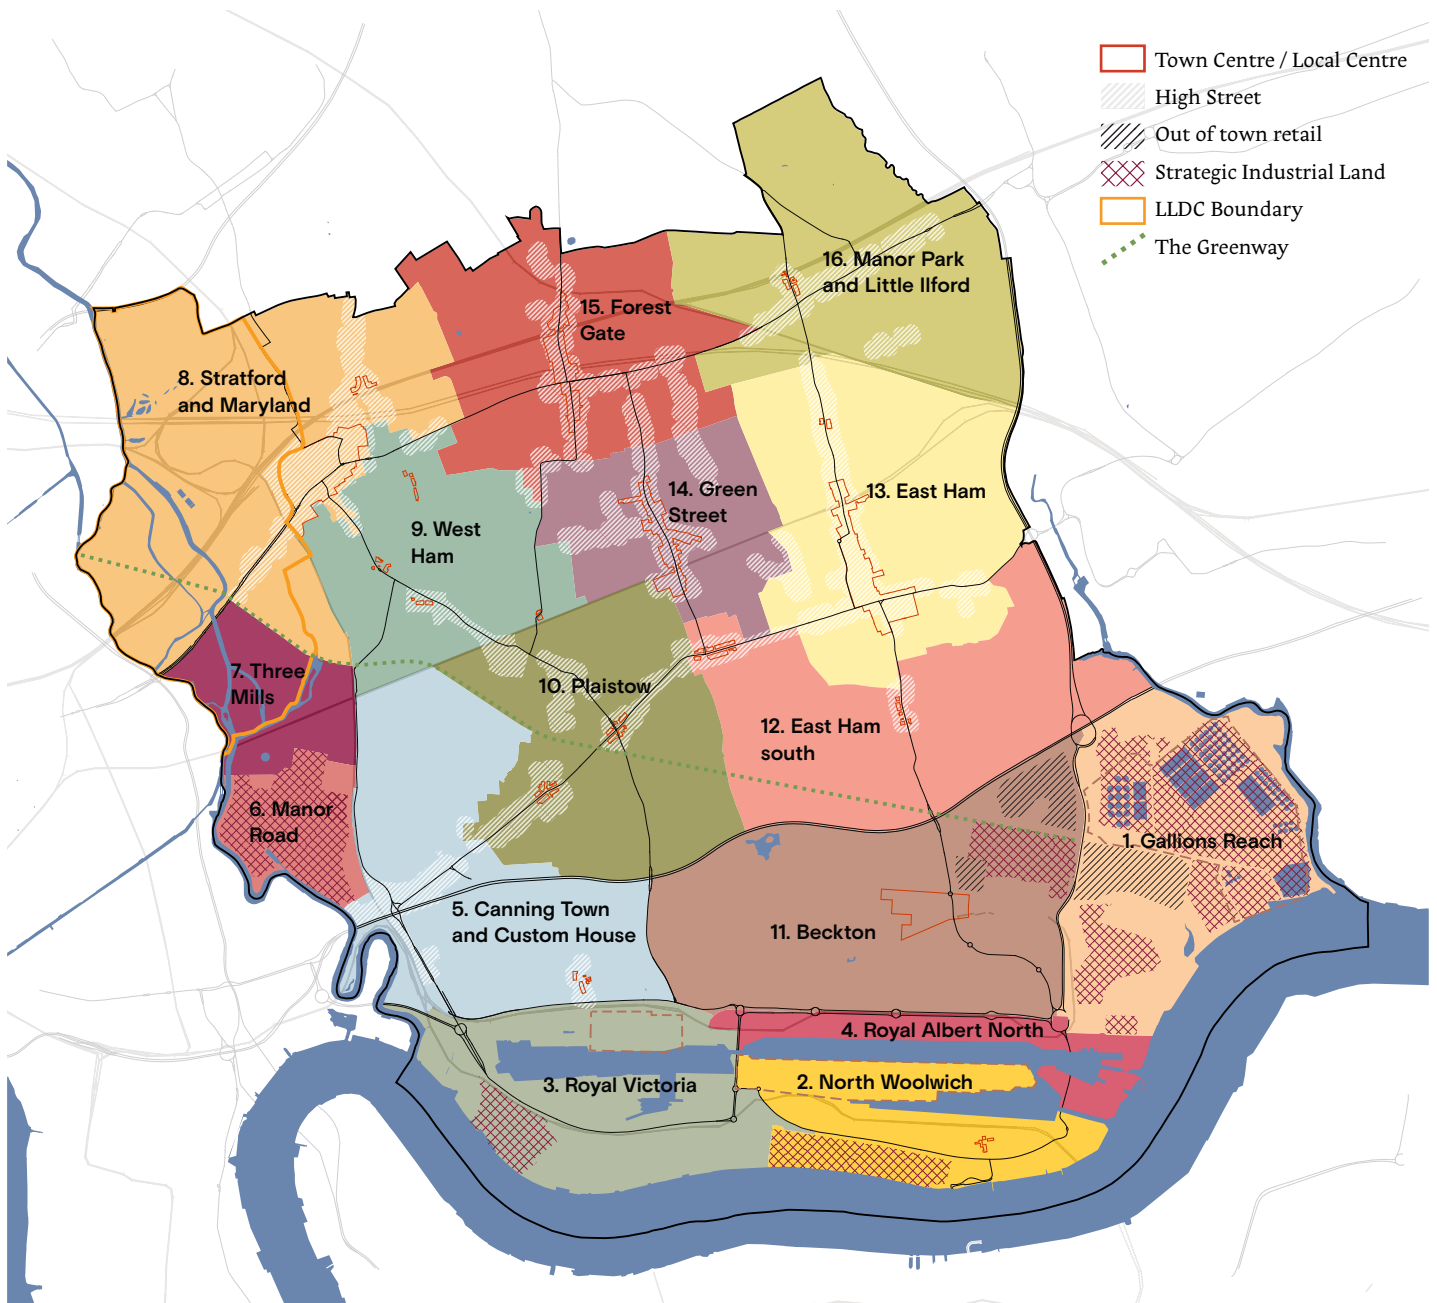 Town Centre / Local Centre
High Street
Out of town retail
Strategic Industrial Land
LLDC Boundary
The Greenway
16. Manor Park
and Little Ilford
15. Forest
Gate
8. Stratford
and Maryland
14. Green
Street
13. East Ham
9. West
Ham
7. Three
Mills
10. Plaistow
12. East Ham
south
6. Manor
Road
1. Gallions Reach
5. Canning Town
and Custom House
11. Beckton
4. Royal Albert North
3. Royal Victoria
2. North Woolwich